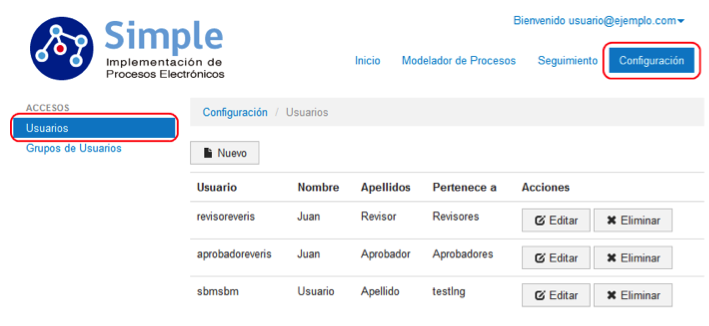 Bienvenido usuario@ejemplo.com
Simple
Implementación de
Procesos Electrónicos
Inicio Modelador de Procesos Seguimiento Configuración
ACCESOS
Usuarios
Grupos de Usuarios
Configuración / Usuarios
Nuevo
Usuario Nombre Apellidos Pertenece a Acciones
revisoreveris Juan Revisor Revisores Editar Eliminar
aprobadoreveris Juan Aprobador Aprobadores Editar Eliminar
sbmsbm Usuario Apellido testIng Editar Eliminar